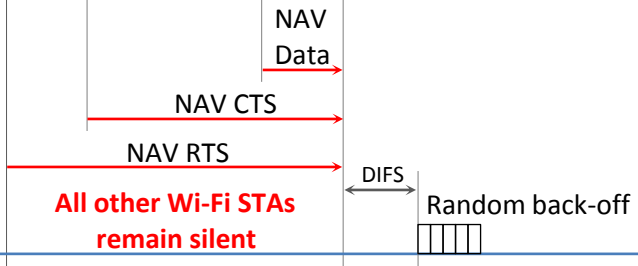 NAV
Data
NAV CTS
NAV RTS
DIFS
All other Wi-Fi STAs
remain silent
Random back-off